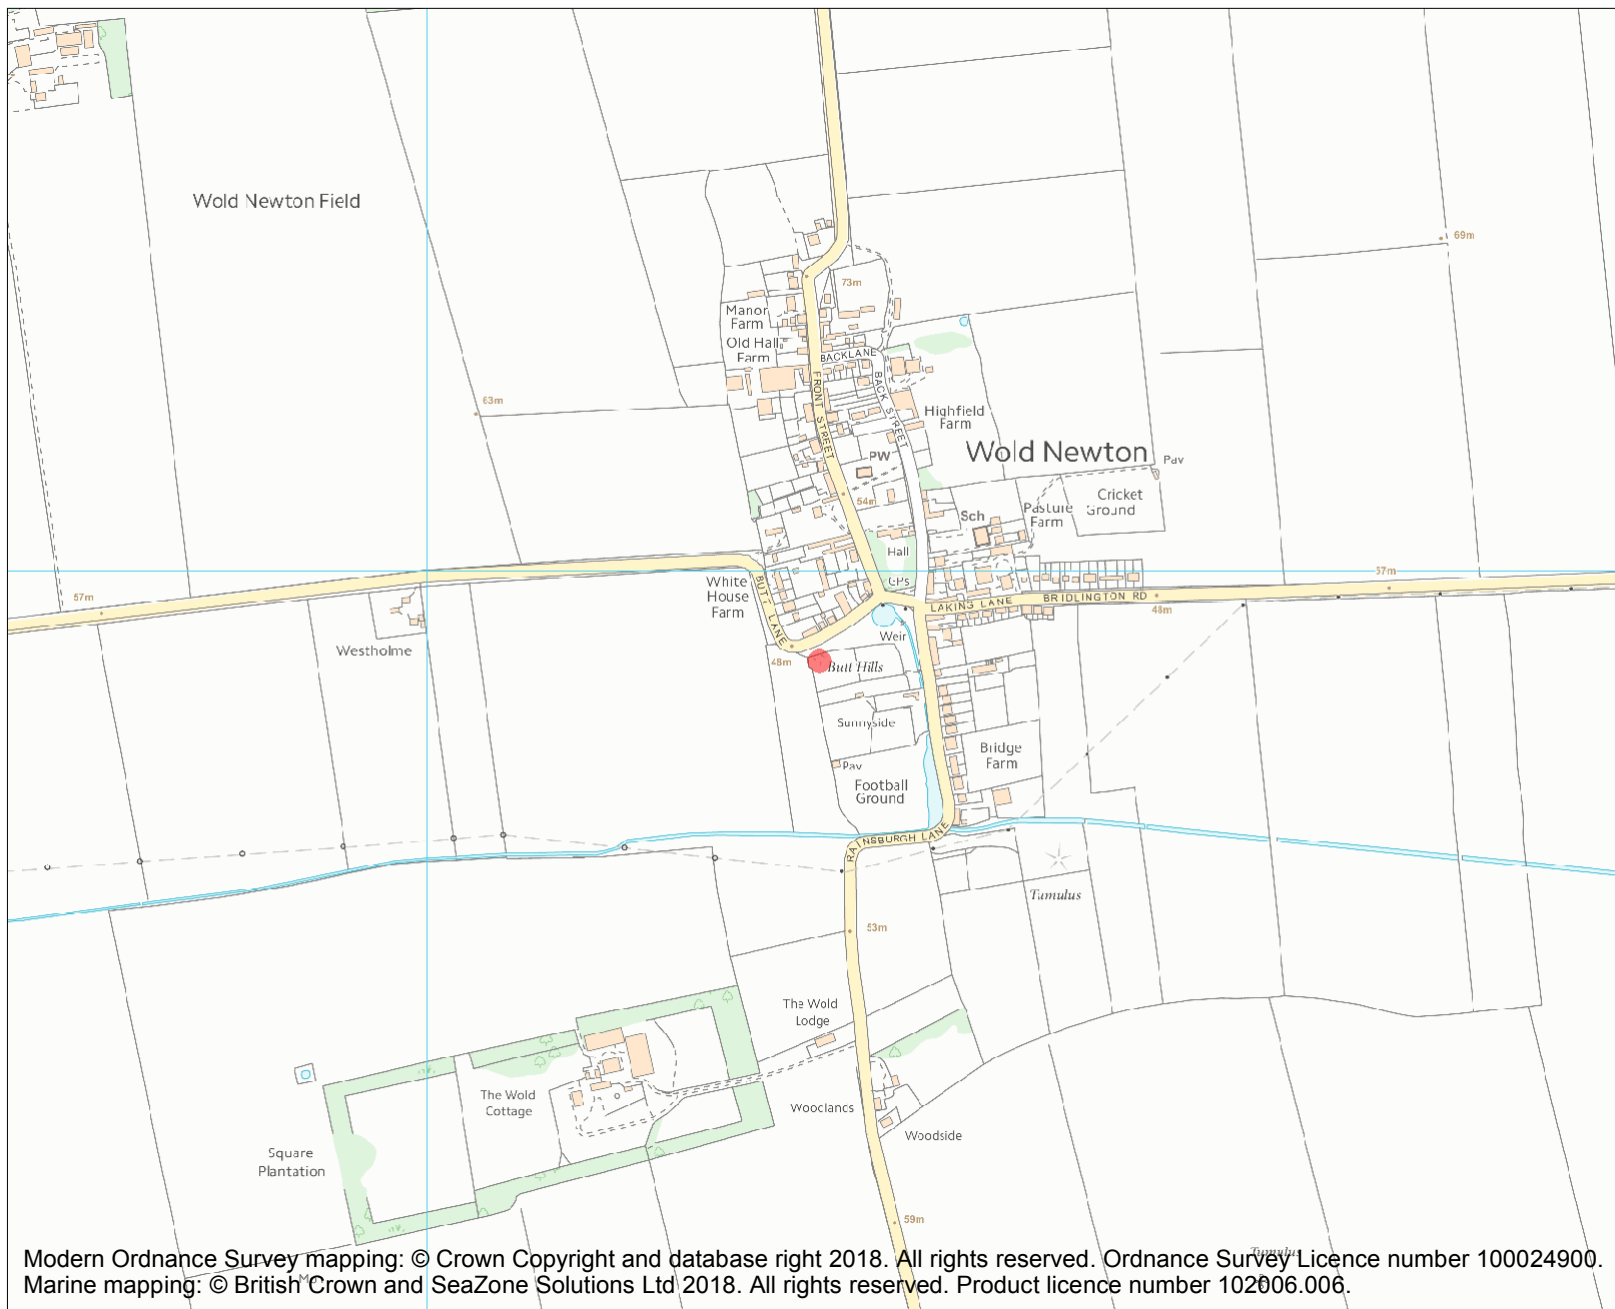 Wold Newton Field
69m
73m
Manor
Farm
Old Hall
Farm
BACKLANE
FRONT STREET
BACK STREET
63m
Highfield
Farm
Wold Newton
PW
Pav
Cricket
Ground
54m
Sch
Pasture
Farm
Hall
White
House
Farm
BUTT LANE
57m
57m
LAKING LANE
BRIDLINGTON RD
48m
Westholme
Weir
48m
Butt Hills
Sunnyside
Bridge
Farm
Pav
Football
Ground
RAINSBURGH LANE
Tumulus
53m
The Wold
Lodge
The Wold
Cottage
Woodlands
Woodside
Square
Plantation
59m
Tumulus
Modern Ordnance Survey mapping: © Crown Copyright and database right 2018. All rights reserved. Ordnance Survey Licence number 100024900.
Marine mapping: © British Crown and SeaZone Solutions Ltd 2018. All rights reserved. Product licence number 102006.006.